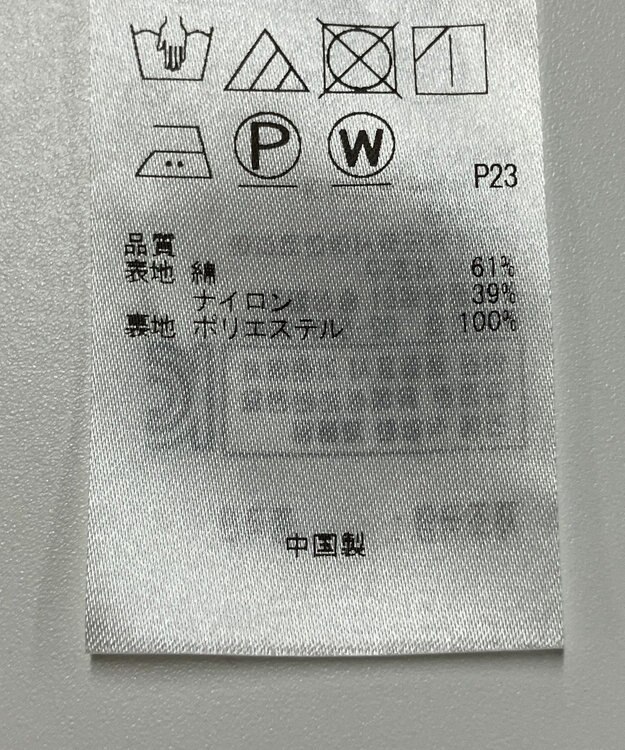 P W
P23
品質
表地 綿 61%
ナイロン 39%
裏地 ポリエステル 100%
中国製